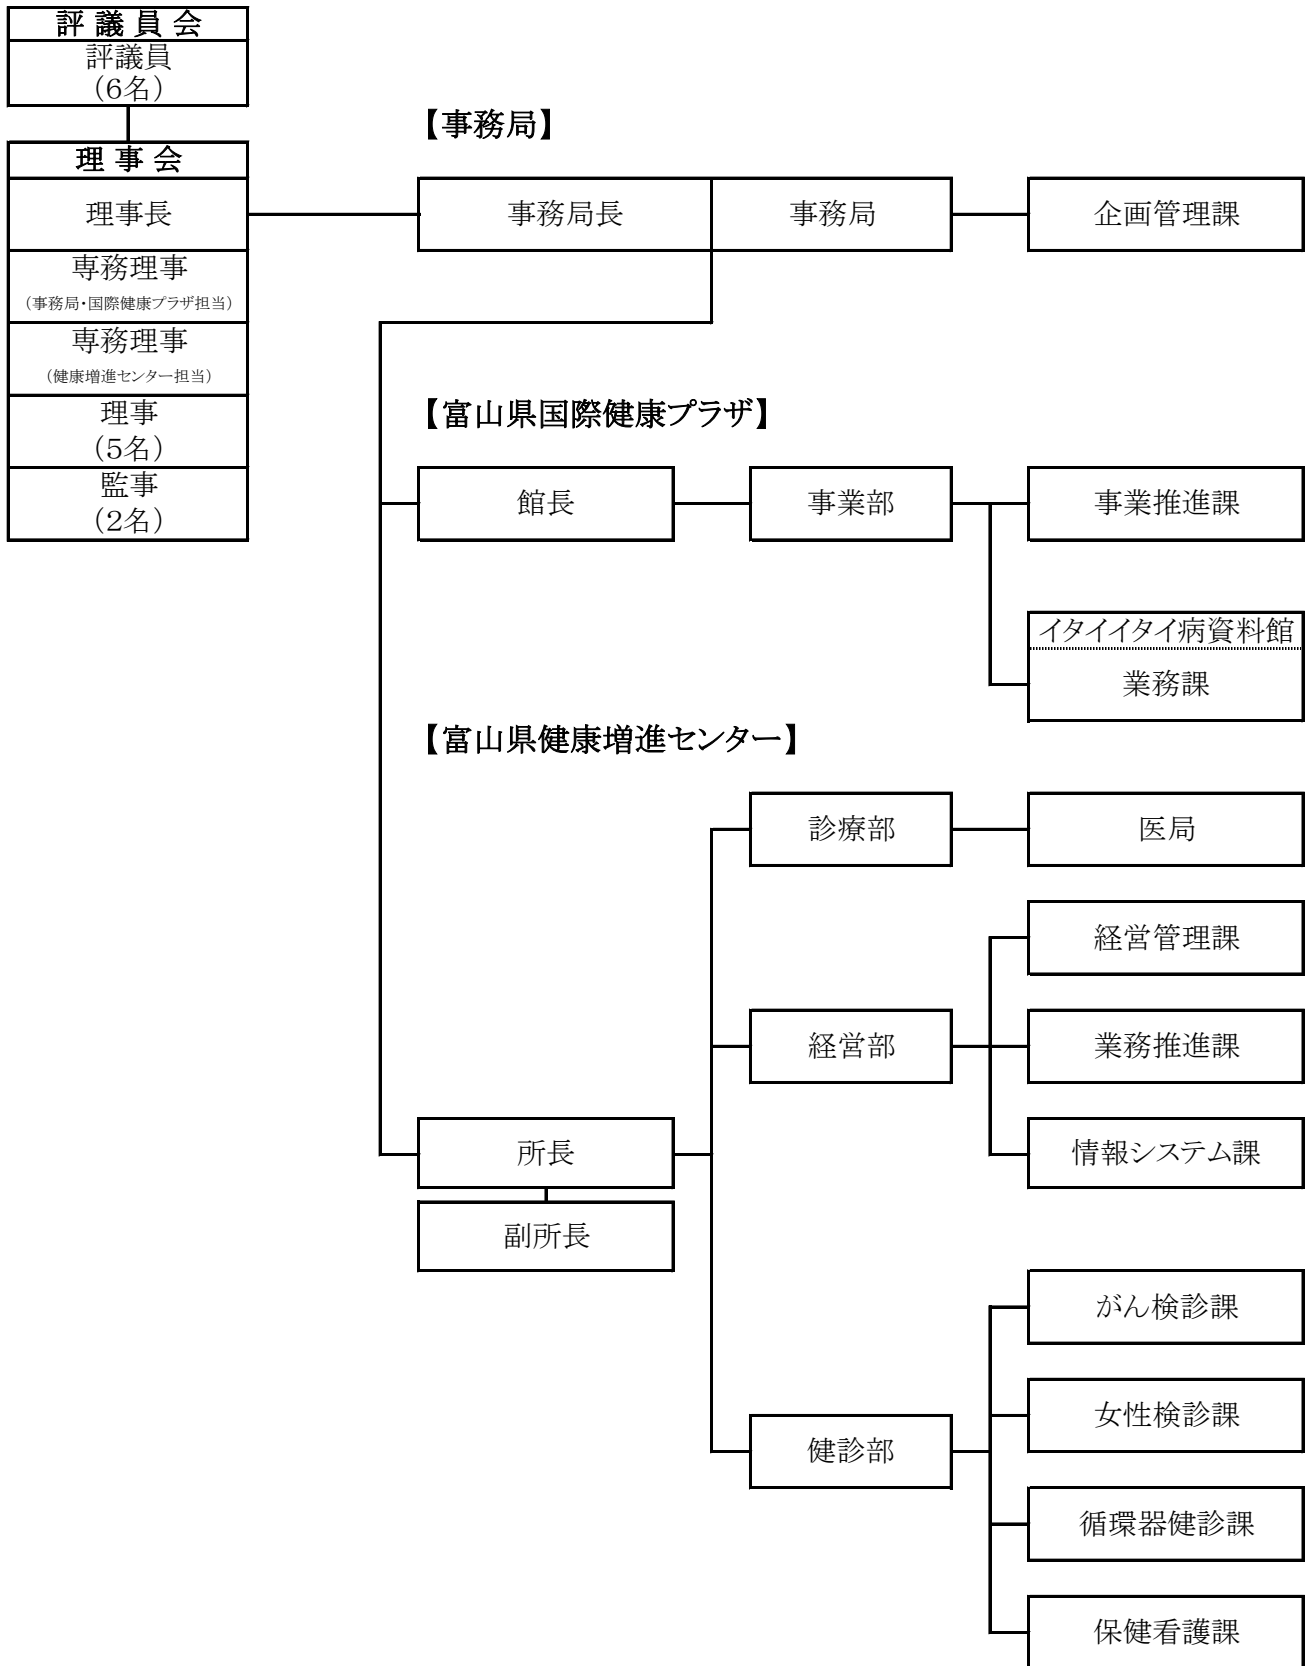 評議員会
評議員
（6名）
理事会
理事長
専務理事
（事務局・国際健康プラザ担当）
専務理事
（健康増進センター担当）
理事
（5名）
監事
（2名）
【事務局】
事務局長
事務局
企画管理課
【富山県国際健康プラザ】
館長
事業部
事業推進課
イタイイタイ病資料館
業務課
【富山県健康増進センター】
診療部
医局
経営管理課
経営部
業務推進課
所長
情報システム課
副所長
がん検診課
女性検診課
健診部
循環器健診課
保健看護課